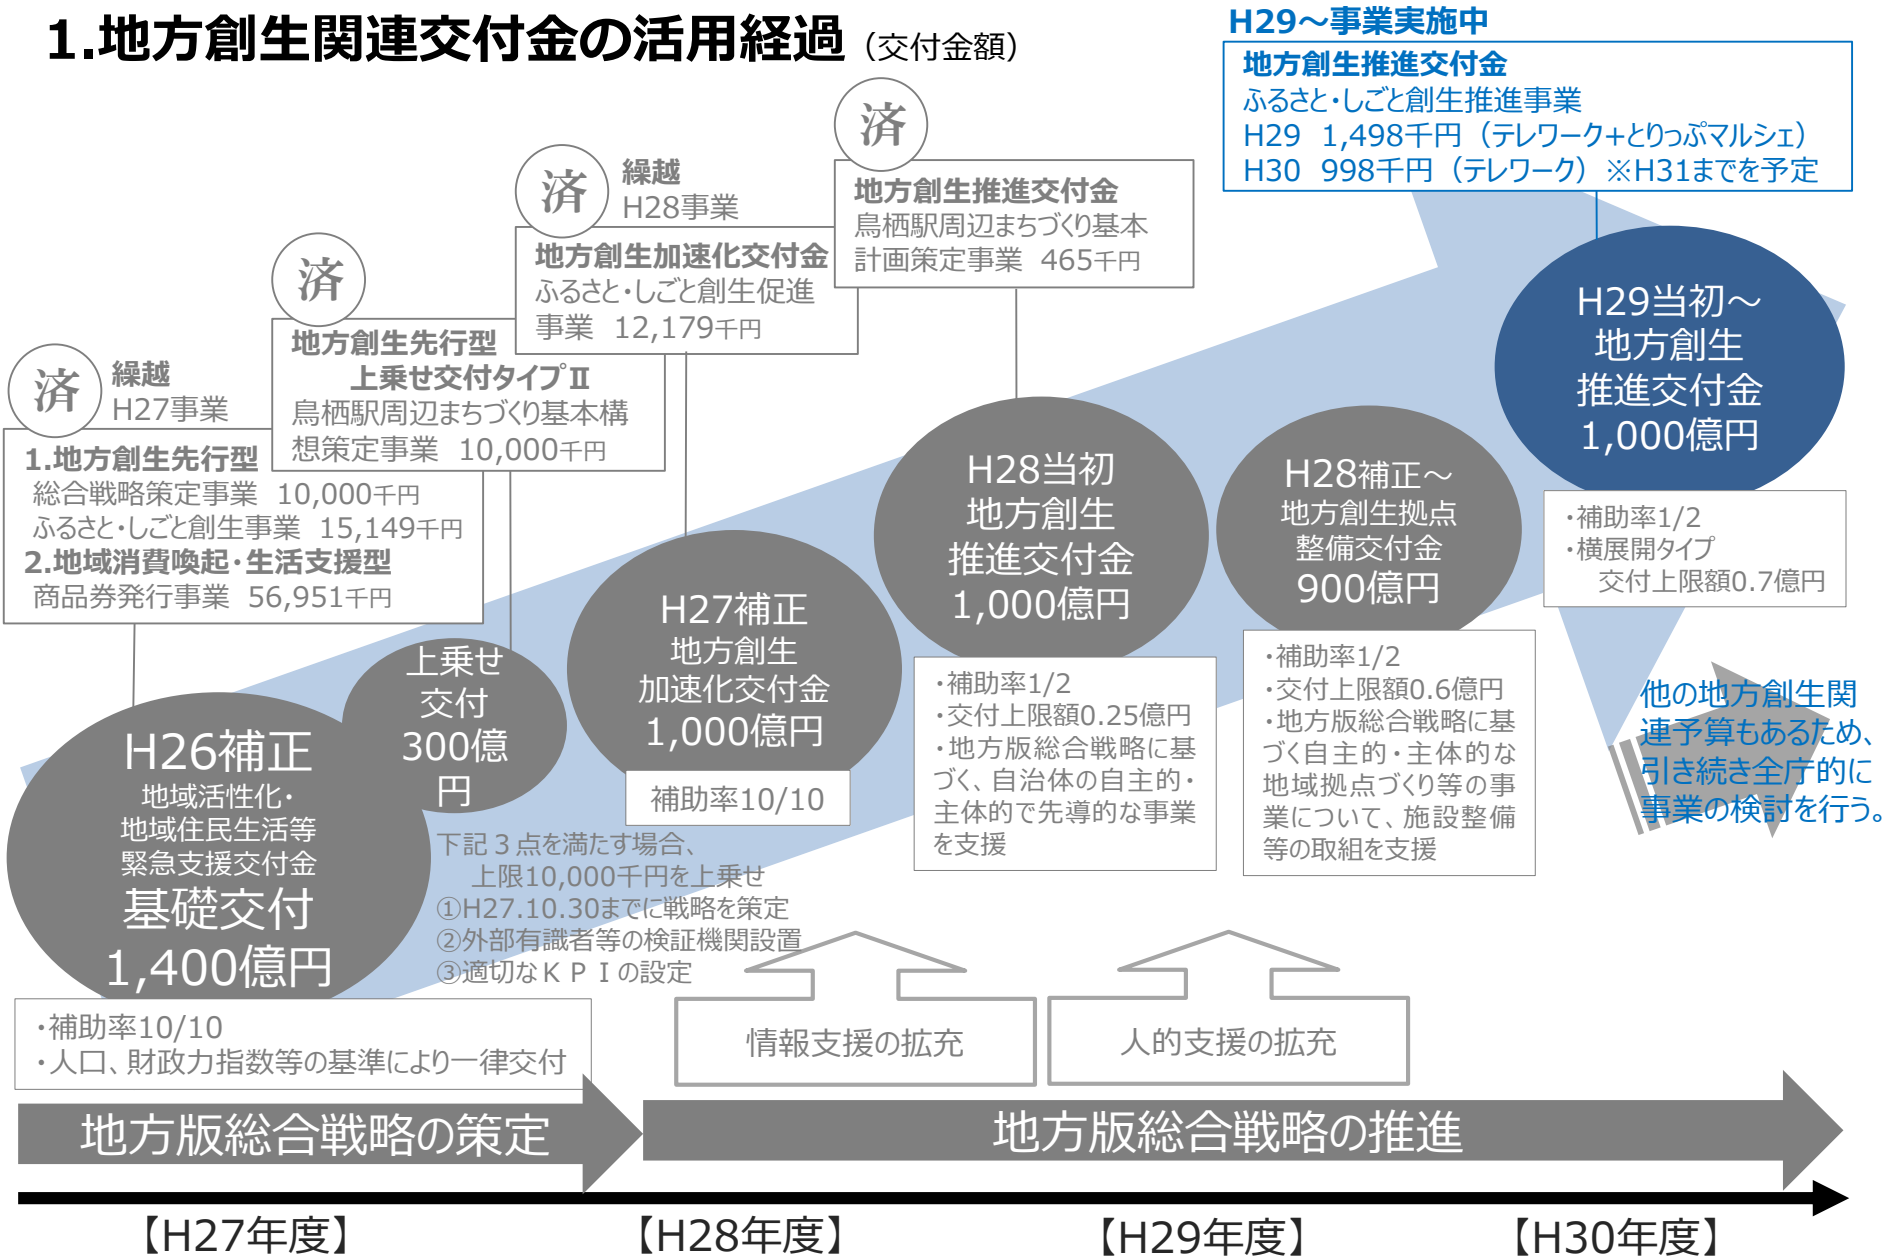 1.地方創生関連交付金の活用経過（交付金額）
H29～事業実施中
地方創生推進交付金
ふるさと・しごと創生推進事業
H29 1,498千円（テレワーク+とりっぷマルシェ）
H30 998千円（テレワーク）※H31までを予定
済
地方創生推進交付金
鳥栖駅周辺まちづくり基本
計画策定事業 465千円
済
繰越
H28事業
地方創生加速化交付金
ふるさと・しごと創生促進
事業 12,179千円
済
地方創生先行型
上乗せ交付タイプⅡ
鳥栖駅周辺まちづくり基本構
想策定事業 10,000千円
済
繰越
H27事業
1.地方創生先行型
総合戦略策定事業 10,000千円
ふるさと・しごと創生事業 15,149千円
2.地域消費喚起・生活支援型
商品券発行事業 56,951千円
H26補正
地域活性化・
地域住民生活等
緊急支援交付金
基礎交付
1,400億円
・補助率10/10
・人口、財政力指数等の基準により一律交付
上乗せ
交付
300億
円
下記３点を満たす場合、
上限10,000千円を上乗せ
①H27.10.30までに戦略を策定
②外部有識者等の検証機関設置
③適切なＫＰＩの設定
H27補正
地方創生
加速化交付金
1,000億円
補助率10/10
H28当初
地方創生
推進交付金
1,000億円
・補助率1/2
・交付上限額0.25億円
・地方版総合戦略に基
づく、自治体の自主的・
主体的で先導的な事業
を支援
H28補正～
地方創生拠点
整備交付金
900億円
・補助率1/2
・交付上限額0.6億円
・地方版総合戦略に基
づく自主的・主体的な
地域拠点づくり等の事
業について、施設整備
等の取組を支援
H29当初～
地方創生
推進交付金
1,000億円
・補助率1/2
・横展開タイプ
交付上限額0.7億円
他の地方創生関
連予算もあるため、
引き続き全庁的に
事業の検討を行う。
情報支援の拡充
人的支援の拡充
地方版総合戦略の策定
地方版総合戦略の推進
【H27年度】
【H28年度】
【H29年度】
【H30年度】